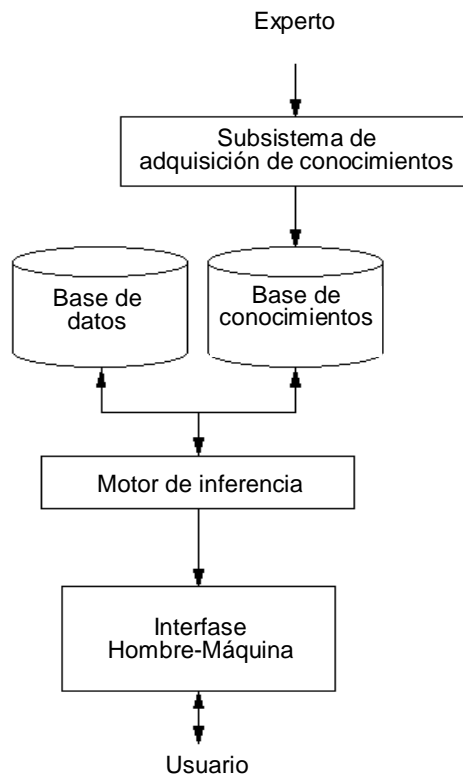 Experto
Subsistema de
adquisición de conocimientos
Base de
datos
Base de
conocimientos
Motor de inferencia
Interfase
Hombre-Máquina
Usuario